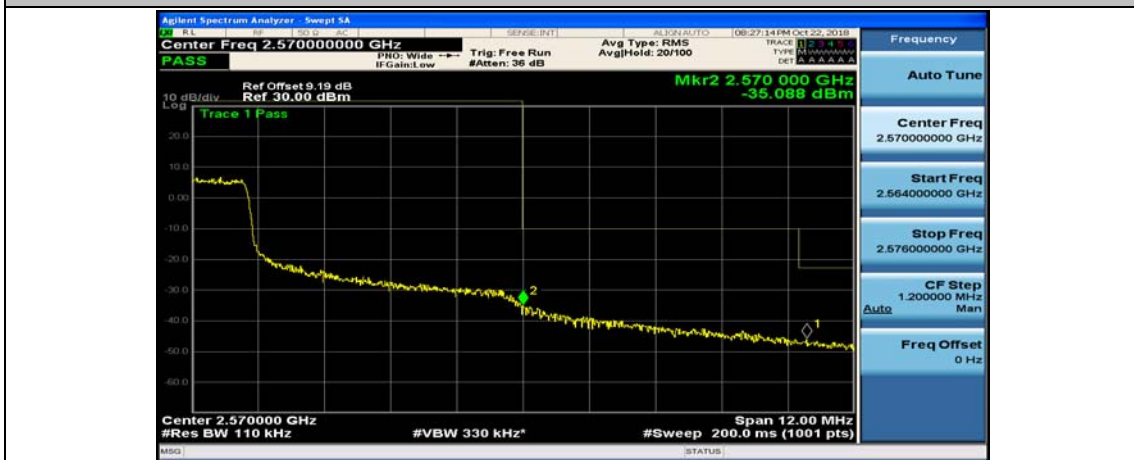 Agilent Spectrum Analyzer - Swept SA
RL RF 50 Ω AC SENSE:INT ALIGN AUTO 08:27:14 PM Oct 22, 2018
Center Freq 2.570000000 GHz
PASS
PNO: Wide
IFGain:Low
Trig: Free Run
#Atten: 36 dB
Avg Type: RMS
Avg|Hold: 20/100
TRACE 1 2 3 4 5 6
TYPE M
DET A A A A A A
Mkr2 2.570 000 GHz
-35.088 dBm
Ref Offset 9.19 dB
10 dB/div Ref 30.00 dBm
Log
Trace 1 Pass
20.0
10.0
0.00
-10.0
-20.0
-30.0
-40.0
-50.0
-60.0
2
1
Center 2.570000 GHz
Span 12.00 MHz
#Res BW 110 kHz
#VBW 330 kHz*
#Sweep 200.0 ms (1001 pts)
MSG
STATUS
Frequency
Auto Tune
Center Freq
2.570000000 GHz
Start Freq
2.564000000 GHz
Stop Freq
2.576000000 GHz
CF Step
1.200000 MHz
Auto Man
Freq Offset
0 Hz